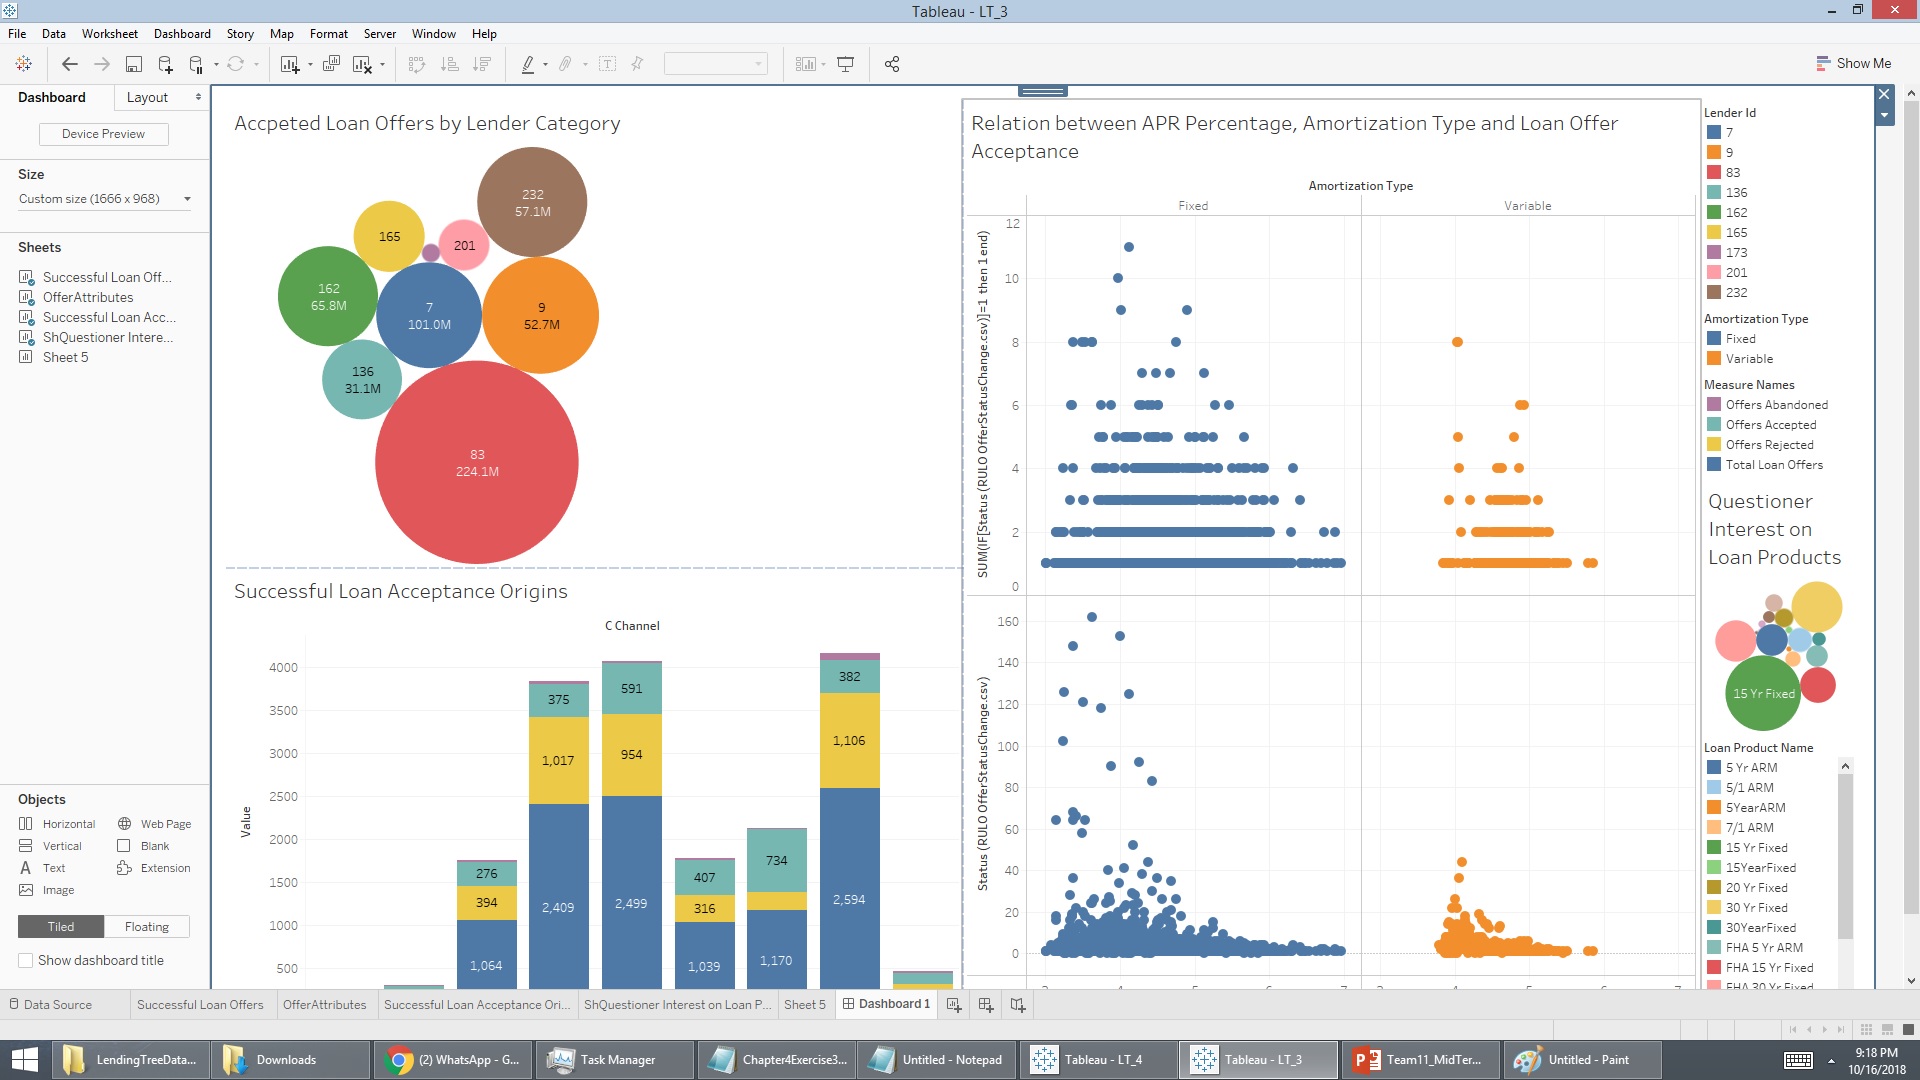 Tableau - LT_3
File Data Worksheet Dashboard Story Map Format Server Window Help
Show Me
Dashboard Layout
Device Preview
Size
Custom size (1666 x 968)
Sheets
Successful Loan Off...
OfferAttributes
Successful Loan Acc...
ShQuestioner Intere...
Sheet 5
Objects
Horizontal Web Page
Vertical Blank
Text Extension
Image
Tiled Floating
Show dashboard title
Accpeted Loan Offers by Lender Category
232
57.1M
165
201
162
65.8M
7
101.0M
9
52.7M
136
31.1M
83
224.1M
Successful Loan Acceptance Origins
C Channel
Value
4000
3500
3000
2500
2000
1500
1000
500
276
394
1,064
375
1,017
2,409
591
954
2,499
407
316
1,039
734
1,170
382
1,106
2,594
Relation between APR Percentage, Amortization Type and Loan Offer
Acceptance
Amortization Type
Fixed Variable
SUM(IF[Status (RULO OfferStatusChange.csv)]=1 then 1 end)
12
10
8
6
4
2
0
Status (RULO OfferStatusChange.csv)
160
140
120
100
80
60
40
20
0
Lender Id
7
9
83
136
162
165
173
201
232
Amortization Type
Fixed
Variable
Measure Names
Offers Abandoned
Offers Accepted
Offers Rejected
Total Loan Offers
Questioner
Interest on
Loan Products
15 Yr Fixed
Loan Product Name
5 Yr ARM
5/1 ARM
5YearARM
7/1 ARM
15 Yr Fixed
15YearFixed
20 Yr Fixed
30 Yr Fixed
30YearFixed
FHA 5 Yr ARM
FHA 15 Yr Fixed
FHA 30 Yr Fixed
Data Source Successful Loan Offers OfferAttributes Successful Loan Acceptance Ori... ShQuestioner Interest on Loan P... Sheet 5 Dashboard 1
LendingTreeData... Downloads (2) WhatsApp - G... Task Manager Chapter4Exercise3... Untitled - Notepad Tableau - LT_4 Tableau - LT_3 Team11_MidTer... Untitled - Paint
9:18 PM
10/16/2018